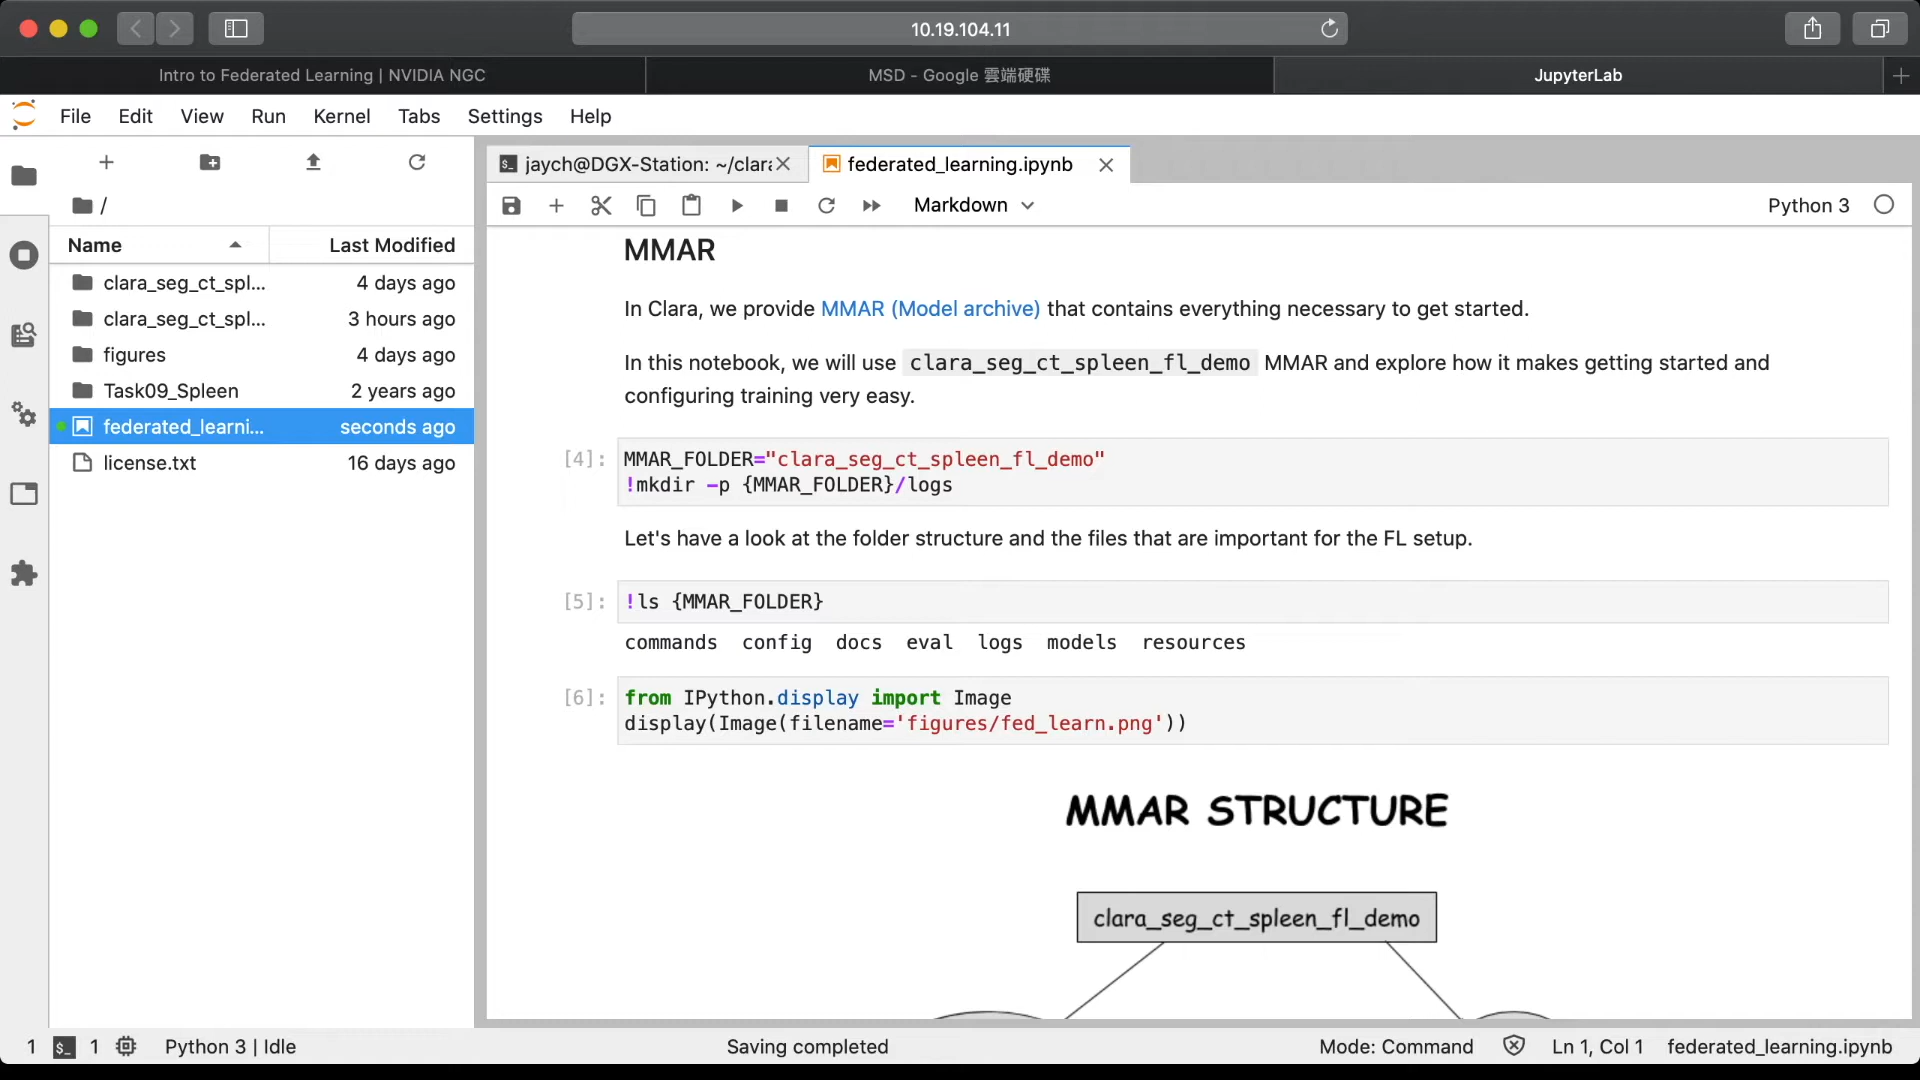 10.19.104.11
Intro to Federated Learning | NVIDIA NGC
MSD - Google 雲端硬碟
JupyterLab
File Edit View Run Kernel Tabs Settings Help
jaych@DGX-Station: ~/clara
federated_learning.ipynb
/
Markdown
Python 3
Name Last Modified
clara_seg_ct_spl... 4 days ago
clara_seg_ct_spl... 3 hours ago
figures 4 days ago
Task09_Spleen 2 years ago
federated_learni... seconds ago
license.txt 16 days ago
MMAR
In Clara, we provide MMAR (Model archive) that contains everything necessary to get started.
In this notebook, we will use clara_seg_ct_spleen_fl_demo MMAR and explore how it makes getting started and
configuring training very easy.
[4]: MMAR_FOLDER="clara_seg_ct_spleen_fl_demo"
!mkdir -p {MMAR_FOLDER}/logs
Let's have a look at the folder structure and the files that are important for the FL setup.
[5]: !ls {MMAR_FOLDER}
commands config docs eval logs models resources
[6]: from IPython.display import Image
display(Image(filename='figures/fed_learn.png'))
MMAR STRUCTURE
clara_seg_ct_spleen_fl_demo
1 $_ 1 Python 3 | Idle
Saving completed
Mode: Command
Ln 1, Col 1
federated_learning.ipynb